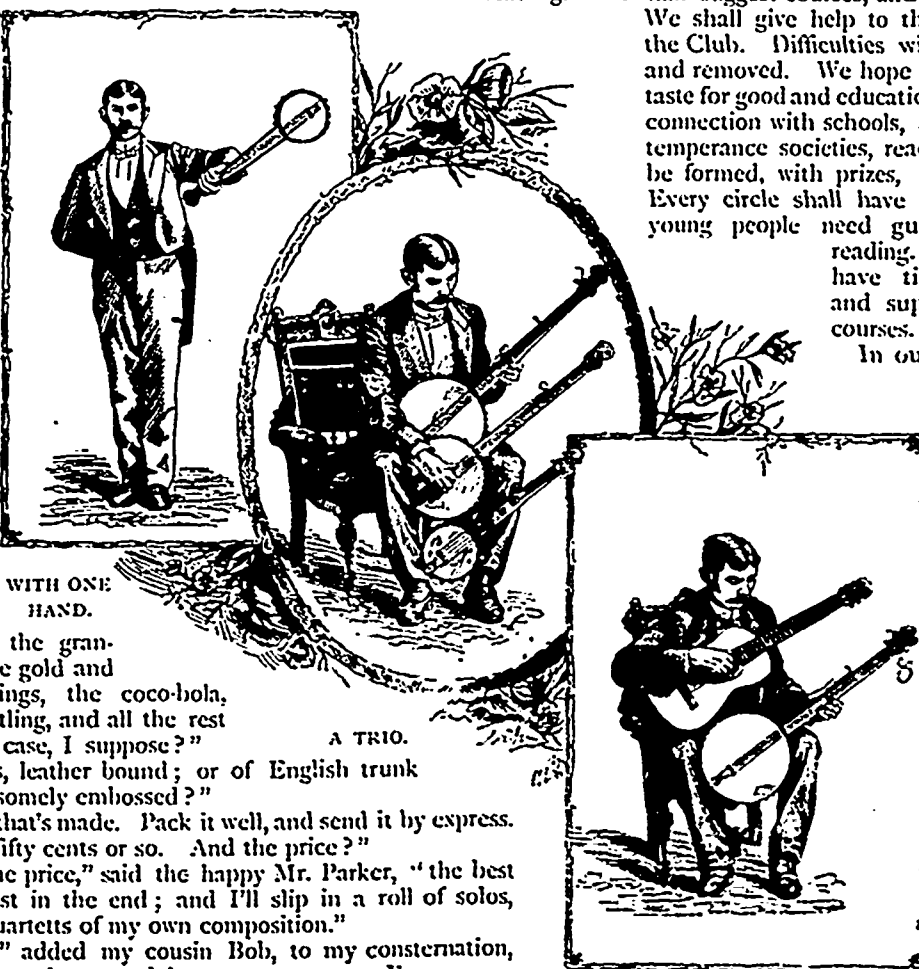 We shall give help to th
the Club. Difficulties wi
and removed. We hope
taste for good and educatio
connection with schools,
temperance societies, rea
be formed, with prizes,
Every circle shall have
young people need gu
reading.
have ti
and sup
courses.
In ou
WITH ONE
HAND.
the gran-
e gold and
ings, the coco-bola,
tling, and all the rest
case, I suppose?"
A TRIO.
s, leather bound; or of English trunk
somely embossed?"
that's made. Pack it well, and send it by express.
fifty cents or so. And the price?"
he price," said the happy Mr. Parker, "the best
st in the end; and I'll slip in a roll of solos,
uartetts of my own composition."
" added my cousin Bob, to my consternation,